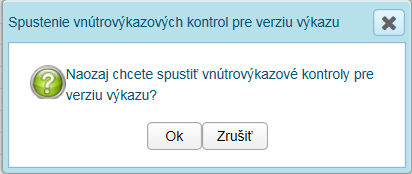 Spustenie vnútrovýkazových kontrol pre verziu výkazu
Naozaj chcete spustiť vnútrovýkazové kontroly pre
verziu výkazu?
Ok
Zrušiť